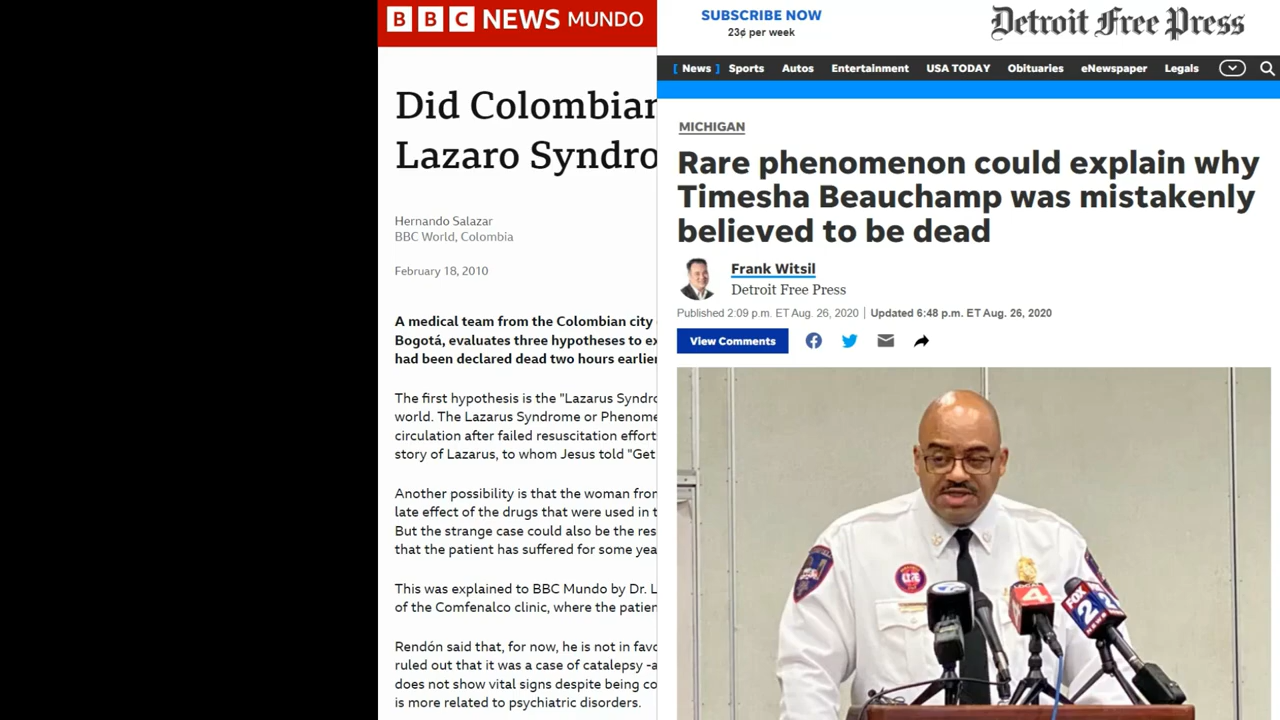 BBC NEWS MUNDO
Did Colombian
Lazaro Syndro
Hernando Salazar
BBC World, Colombia
February 18, 2010
A medical team from the Colombian city
Bogotá, evaluates three hypotheses to ex
had been declared dead two hours earlier
The first hypothesis is the "Lazarus Syndro
world. The Lazarus Syndrome or Phenome
circulation after failed resuscitation effort
story of Lazarus, to whom Jesus told "Get
Another possibility is that the woman from
late effect of the drugs that were used in t
But the strange case could also be the res
that the patient has suffered for some yea
This was explained to BBC Mundo by Dr. L
of the Comfenalco clinic, where the patien
Rendón said that, for now, he is not in favo
ruled out that it was a case of catalepsy -a
does not show vital signs despite being co
is more related to psychiatric disorders.
SUBSCRIBE NOW
23¢ per week
Detroit Free Press
[ News ] Sports Autos Entertainment USA TODAY Obituaries eNewspaper Legals
MICHIGAN
Rare phenomenon could explain why
Timesha Beauchamp was mistakenly
believed to be dead
Frank Witsil
Detroit Free Press
Published 2:09 p.m. ET Aug. 26, 2020 | Updated 6:48 p.m. ET Aug. 26, 2020
View Comments
4
FOX 2
NEWS